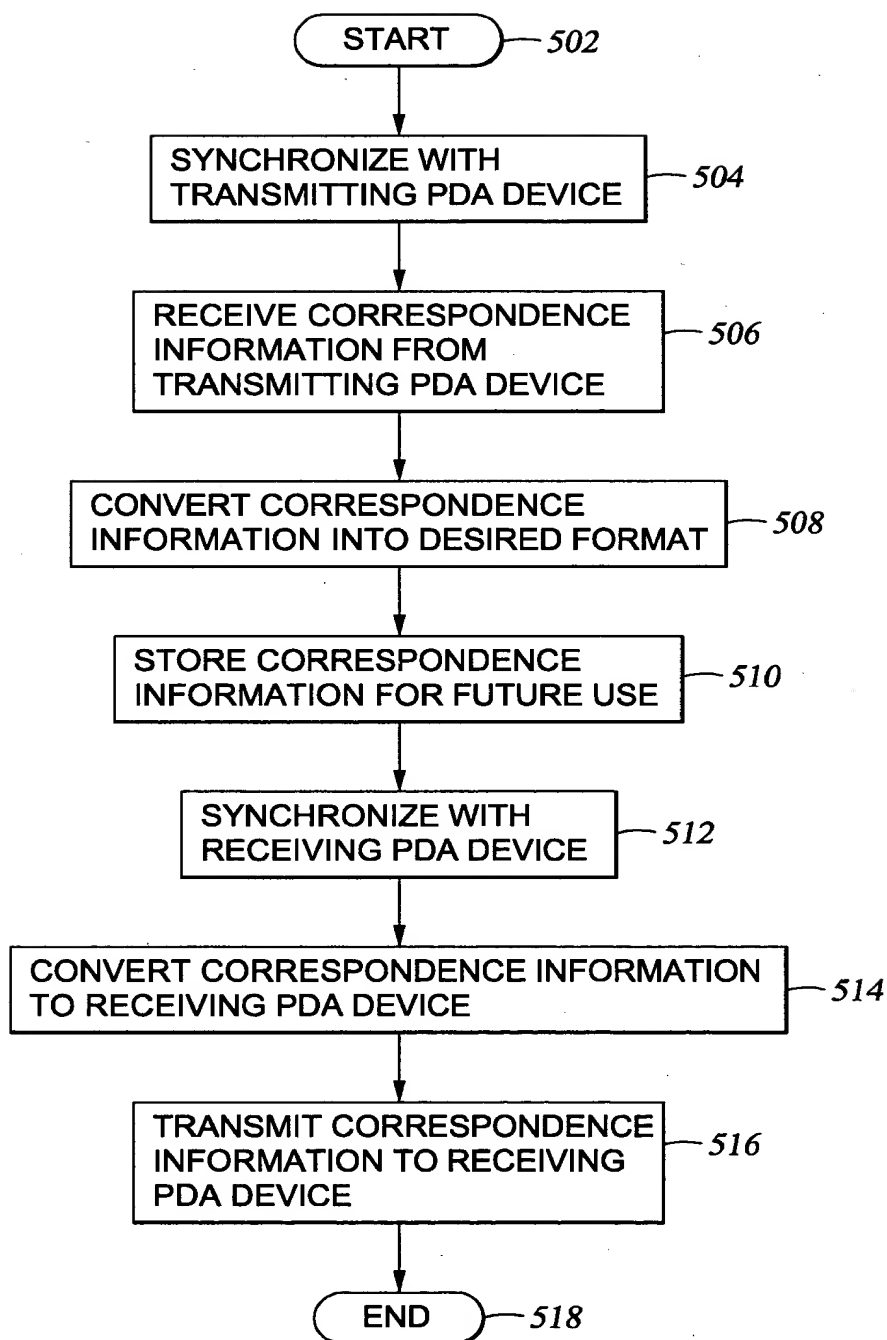 START
502
SYNCHRONIZE WITH
TRANSMITTING PDA DEVICE
504
RECEIVE CORRESPONDENCE
INFORMATION FROM
TRANSMITTING PDA DEVICE
506
CONVERT CORRESPONDENCE
INFORMATION INTO DESIRED FORMAT
508
STORE CORRESPONDENCE
INFORMATION FOR FUTURE USE
510
SYNCHRONIZE WITH
RECEIVING PDA DEVICE
512
CONVERT CORRESPONDENCE INFORMATION
TO RECEIVING PDA DEVICE
514
TRANSMIT CORRESPONDENCE
INFORMATION TO RECEIVING
PDA DEVICE
516
END
518